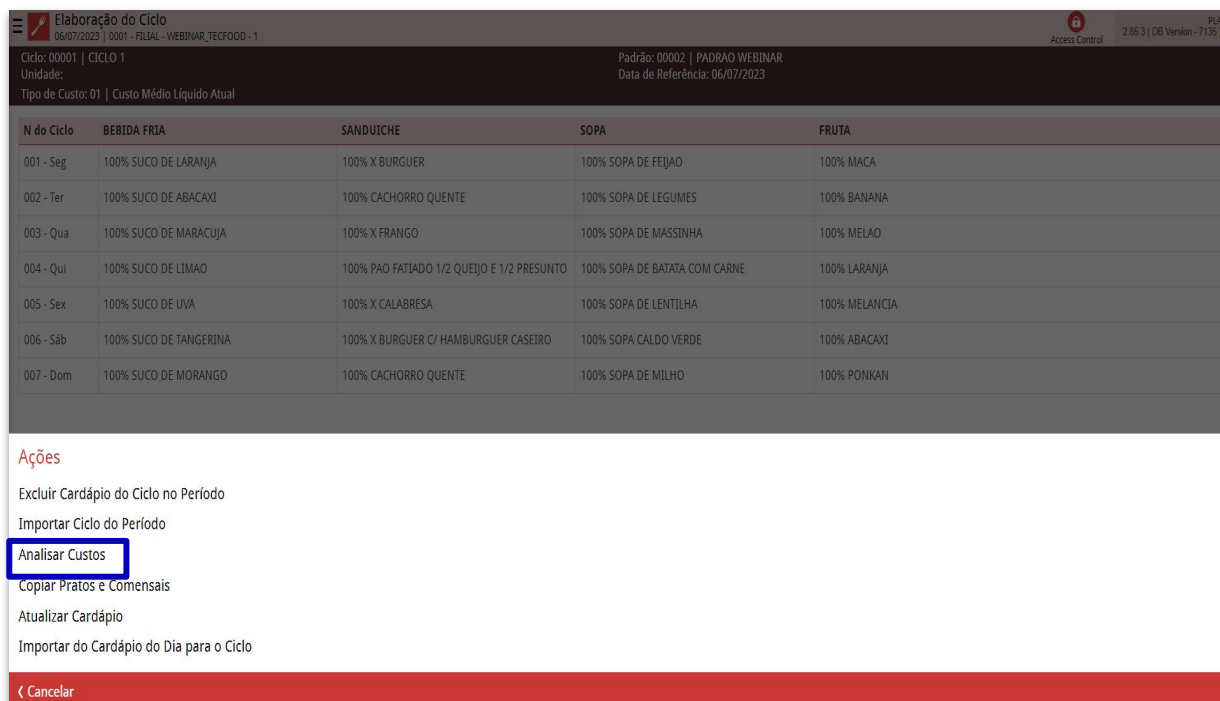 Elaboração do Ciclo
06/07/2023 | 0001 - FILIAL - WEBINAR_TECFOOD - 1
Access Control
PLA
2.85.3 ( DB Version - 7135
Ciclo: 00001 | CICLO 1
Padrão: 00002 | PADRAO WEBINAR
Unidade:
Data de Referência: 06/07/2023
Tipo de Custo: 01 | Custo Médio Líquido Atual
N do Ciclo BEBIDA FRIA SANDUICHE SOPA FRUTA
001 - Seg 100% SUCO DE LARANJA 100% X BURGUER 100% SOPA DE FEIJAO 100% MACA
002 - Ter 100% SUCO DE ABACAXI 100% CACHORRO QUENTE 100% SOPA DE LEGUMES 100% BANANA
003 - Qua 100% SUCO DE MARACUJA 100% X FRANGO 100% SOPA DE MASSINHA 100% MELAO
004 - Qui 100% SUCO DE LIMAO 100% PAO FATIADO 1/2 QUEIJO E 1/2 PRESUNTO 100% SOPA DE BATATA COM CARNE 100% LARANJA
005 - Sex 100% SUCO DE UVA 100% X CALABRESA 100% SOPA DE LENTILHA 100% MELANCIA
006 - Sáb 100% SUCO DE TANGERINA 100% X BURGUER C/ HAMBURGUER CASEIRO 100% SOPA CALDO VERDE 100% ABACAXI
007 - Dom 100% SUCO DE MORANGO 100% CACHORRO QUENTE 100% SOPA DE MILHO 100% PONKAN
Ações
Excluir Cardápio do Ciclo no Período
Importar Ciclo do Período
Analisar Custos
Copiar Pratos e Comensais
Atualizar Cardápio
Importar do Cardápio do Dia para o Ciclo
Cancelar